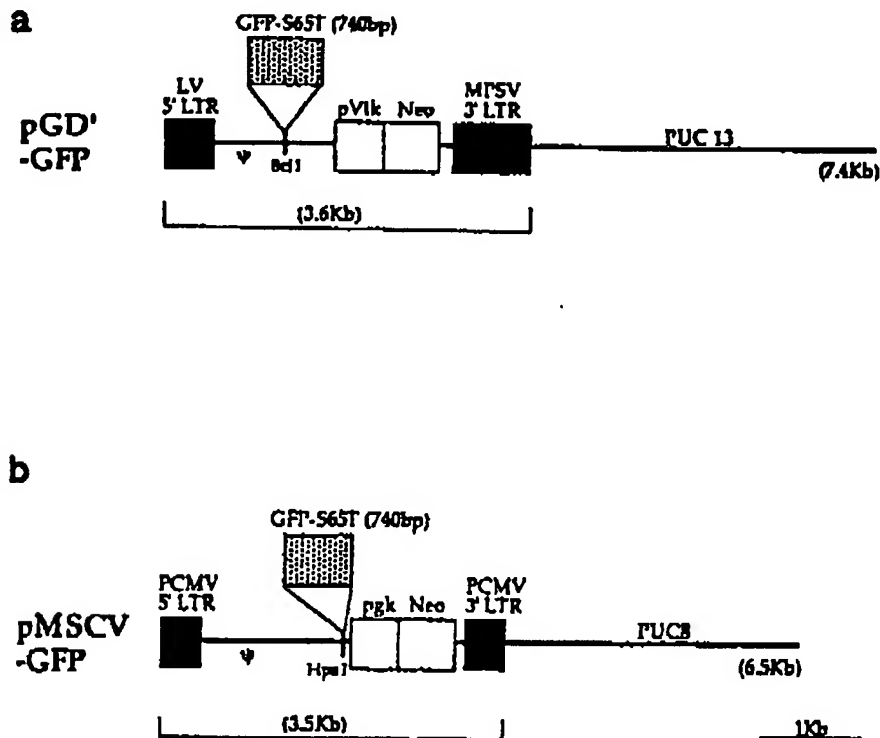 a
GFP-S65T (740bp)
LV
5' LTR
pVik
Neo
MPSV
3' LTR
pGD'
-GFP
ψ
BclI
PUC 13
(7.4Kb)
(3.6Kb)
b
GFP-S65T (740bp)
PCMV
5' LTR
pgk
Neo
PCMV
3' LTR
pMSCV
-GFP
ψ
HpaI
PUC8
(6.5Kb)
(3.5Kb)
1Kb